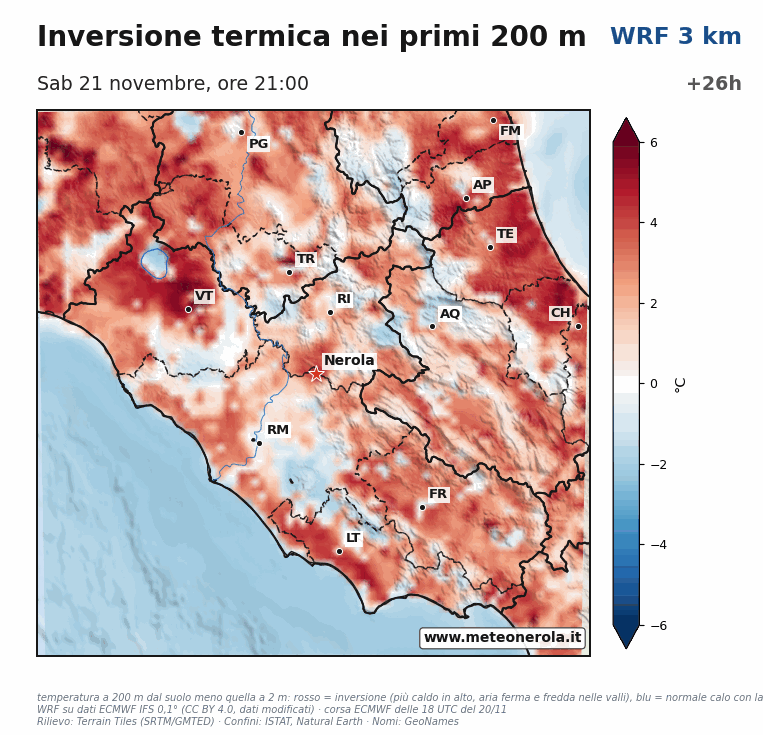 Inversione termica nei primi 200 m WRF 3 km
Sab 21 novembre, ore 21:00 +26h
FM
PG
AP
TE
TR
VT
RI
CH
AQ
Nerola
RM
FR
LT
6
4
2
0
−2
−4
−6
°C
www.meteonerola.it
temperatura a 200 m dal suolo meno quella a 2 m: rosso = inversione (più caldo in alto, aria ferma e fredda nelle valli), blu = normale calo con la
WRF su dati ECMWF IFS 0,1° (CC BY 4.0, dati modificati) · corsa ECMWF delle 18 UTC del 20/11
Rilievo: Terrain Tiles (SRTM/GMTED) · Confini: ISTAT, Natural Earth · Nomi: GeoNames